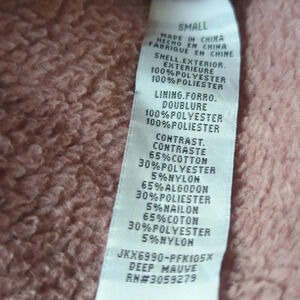 SMALL
MADE IN CHINA
HECHO EN CHINA
FABRIQUE EN CHINE
SHELL.EXTERIOR.
EXTERIEURE
100%POLYESTER
100%POLIESTER
LINING.FORRO.
DOUBLURE
100%POLYESTER
100%POLIESTER
CONTRAST.
CONTRASTE
65%COTTON
30%POLYESTER
5%NYLON
65%ALGODON
30%POLIESTER
5%NAILON
65%COTON
30%POLYESTER
5%NYLON
JKX6990-PFK105X
DEEP MAUVE
RN#3059279